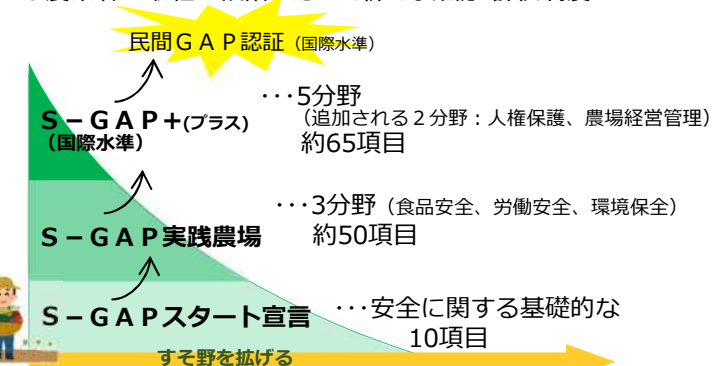 民間ＧＡＰ認証（国際水準）
･･･5分野
（追加される２分野：人権保護、農場経営管理）
Ｓ－ＧＡＰ＋(プラス)
（国際水準）
約65項目
･･･3分野（食品安全、労働安全、環境保全）
Ｓ－ＧＡＰ実践農場
約50項目
Ｓ－ＧＡＰスタート宣言
･･･安全に関する基礎的な
10項目
すそ野を拡げる